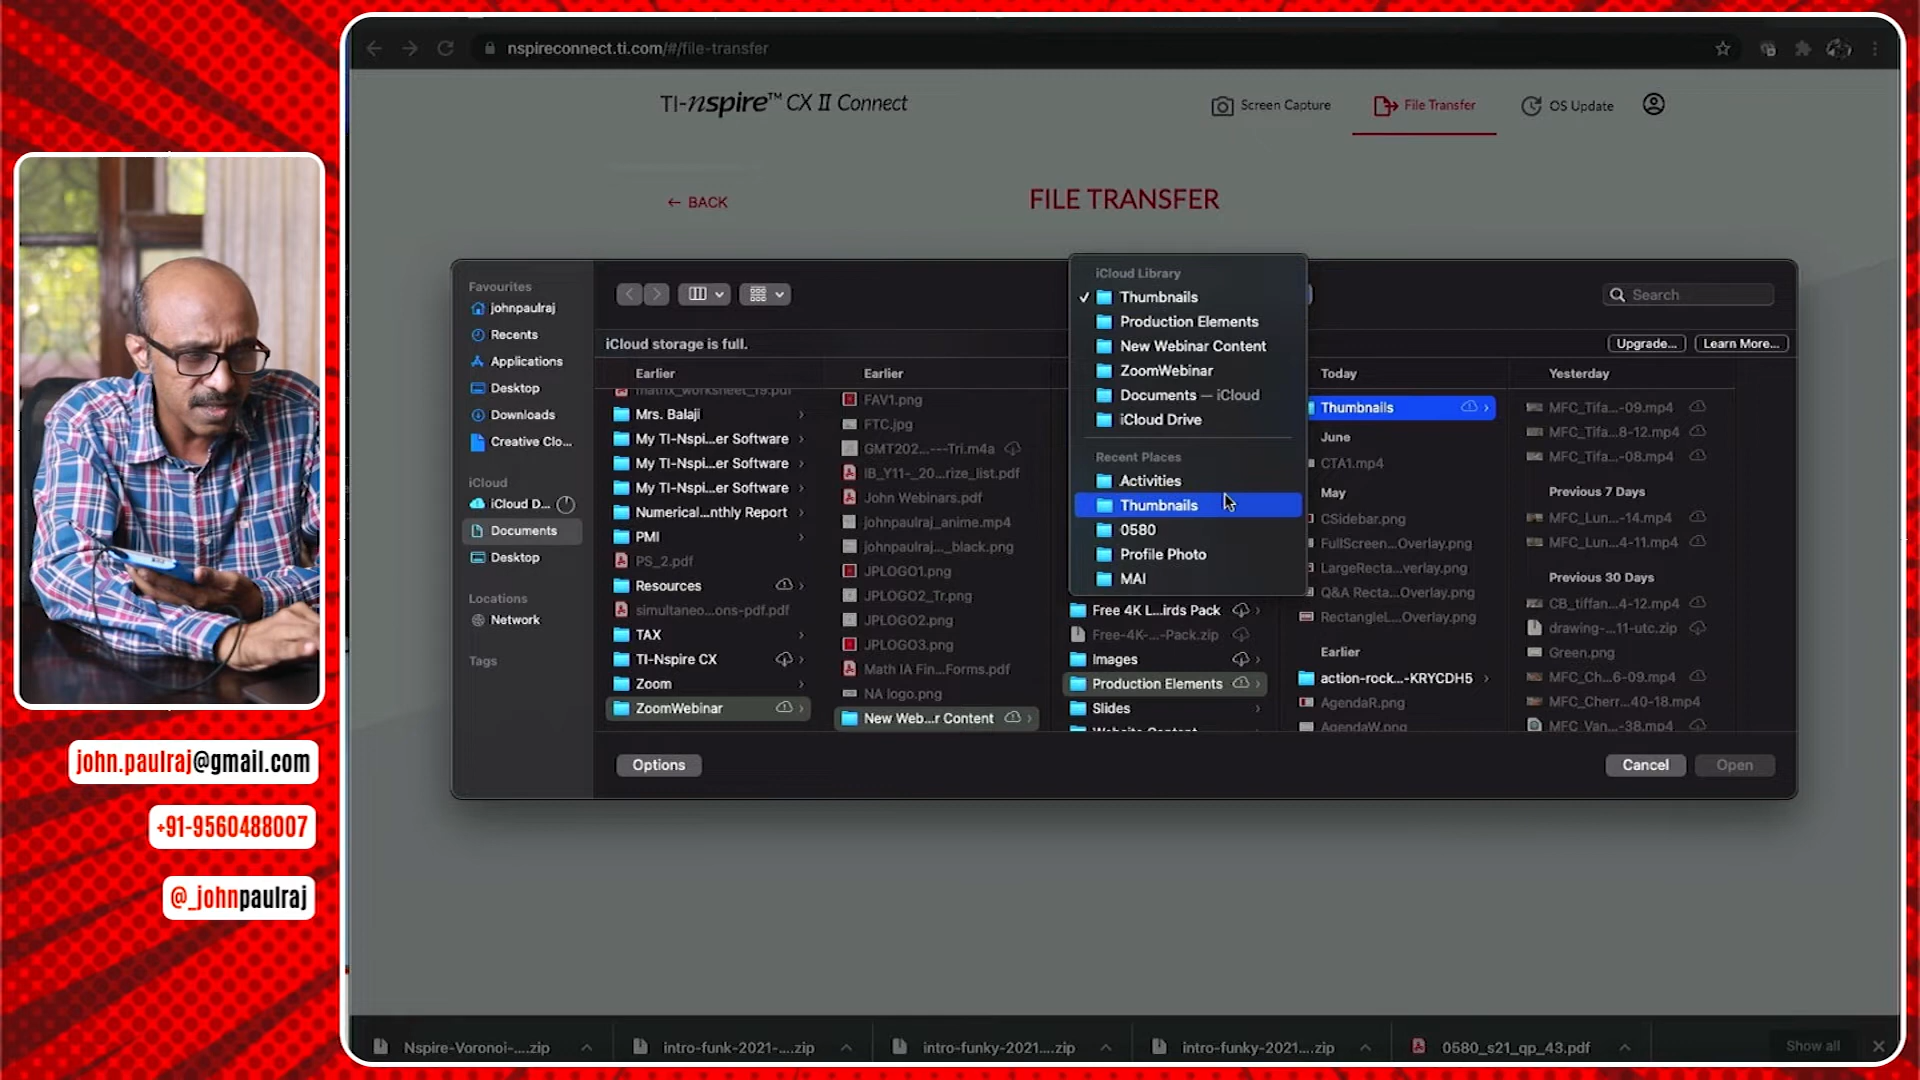 nspireconnect.ti.com/#/file-transfer
TI-nspire™ CX II Connect
Screen Capture
File Transfer
OS Update
← BACK
FILE TRANSFER
Favourites
johnpaulraj
Recents
Applications
Desktop
Downloads
Creative Clo...
iCloud
iCloud D...
Documents
Desktop
Locations
Network
Tags
Search
iCloud storage is full.
Upgrade...
Learn More...
Earlier
matrix_worksheet_19.pdf
Mrs. Balaji
My TI-Nspi...er Software
My TI-Nspi...er Software
My TI-Nspi...er Software
Numerical...nthly Report
PMI
PS_2.pdf
Resources
simultaneo...ons-pdf.pdf
TAX
TI-Nspire CX
Zoom
ZoomWebinar
Earlier
FAV1.png
FTC.jpg
GMT202...---Tri.m4a
IB_Y11-_20...rize_list.pdf
John Webinars.pdf
johnpaulraj_anime.mp4
johnpaulraj..._black.png
JPLOGO1.png
JPLOGO2_Tr.png
JPLOGO2.png
JPLOGO3.png
Math IA Fin...Forms.pdf
NA logo.png
New Web...r Content
iCloud Library
✓ Thumbnails
Production Elements
New Webinar Content
ZoomWebinar
Documents — iCloud
iCloud Drive
Recent Places
Activities
Thumbnails
0580
Profile Photo
MAI
Free 4K L...irds Pack
Free-4K-...-Pack.zip
Images
Production Elements
Slides
Website Content
Today
Thumbnails
June
CTA1.mp4
May
CSidebar.png
FullScreen...Overlay.png
LargeRecta...verlay.png
Q&A Recta...Overlay.png
RectangleL...verlay.png
Earlier
action-rock...-KRYCDH5
AgendaR.png
AgendaW.png
Yesterday
MFC_Tifa...-09.mp4
MFC_Tifa...8-12.mp4
MFC_Tifa...-08.mp4
Previous 7 Days
MFC_Lun...-14.mp4
MFC_Lun...4-11.mp4
Previous 30 Days
CB_tiffan...4-12.mp4
drawing-...11-utc.zip
Green.png
MFC_Ch...6-09.mp4
MFC_Cher...40-18.mp4
MFC_Van...-38.mp4
Options
Cancel
Open
john.paulraj@gmail.com
+91-9560488007
@_johnpaulraj
Nspire-Voronoi-....zip
intro-funk-2021-....zip
intro-funky-2021....zip
intro-funky-2021....zip
0580_s21_qp_43.pdf
Show all